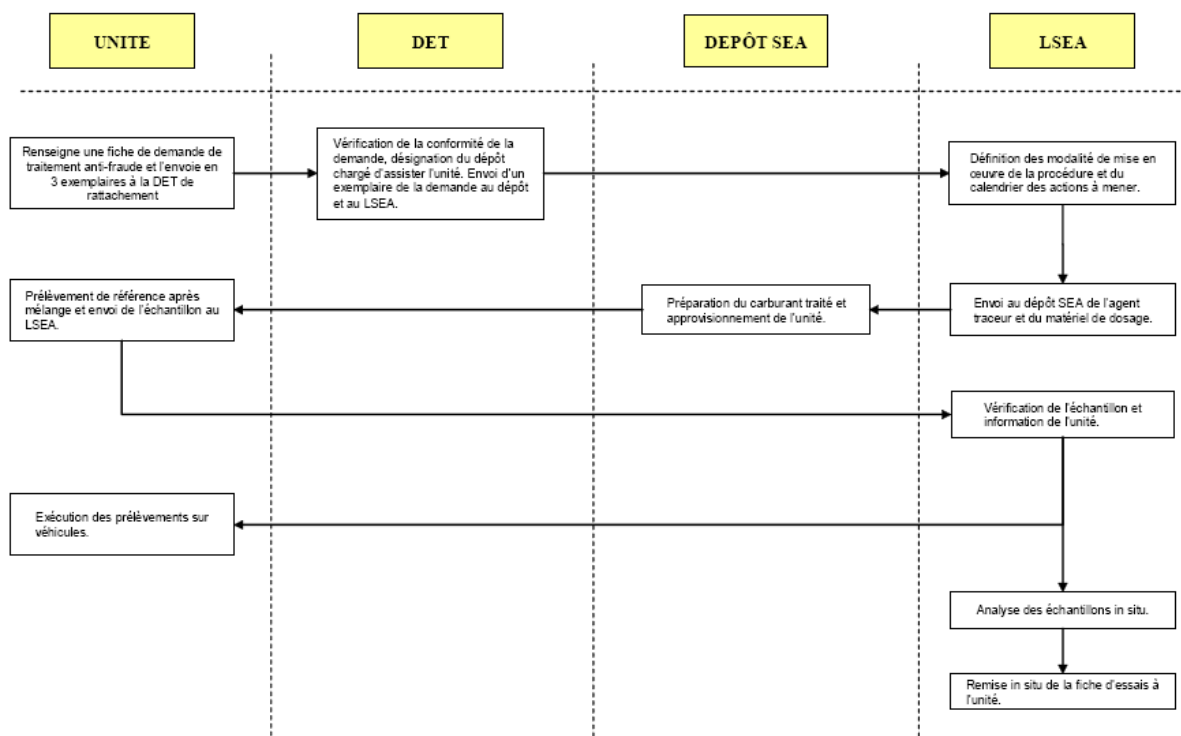 UNITE
DET
DEPÔT SEA
LSEA
Renseigne une fiche de demande de
traitement anti-fraude et l'envoie en
3 exemplaires à la DET de
rattachement
Vérification de la conformité de la
demande, désignation du dépôt
chargé d'assister l'unité. Envoi d'un
exemplaire de la demande au dépôt
et au LSEA.
Définition des modalité de mise en
œuvre de la procédure et du
calendrier des actions à mener.
Prélèvement de référence après
mélange et envoi de l'échantillon au
LSEA.
Préparation du carburant traité et
approvisionnement de l'unité.
Envoi au dépôt SEA de l'agent
traceur et du matériel de dosage.
Vérification de l'échantillon et
information de l'unité.
Exécution des prélèvements sur
véhicules.
Analyse des échantillons in situ.
Remise in situ de la fiche d'essais à
l'unité.